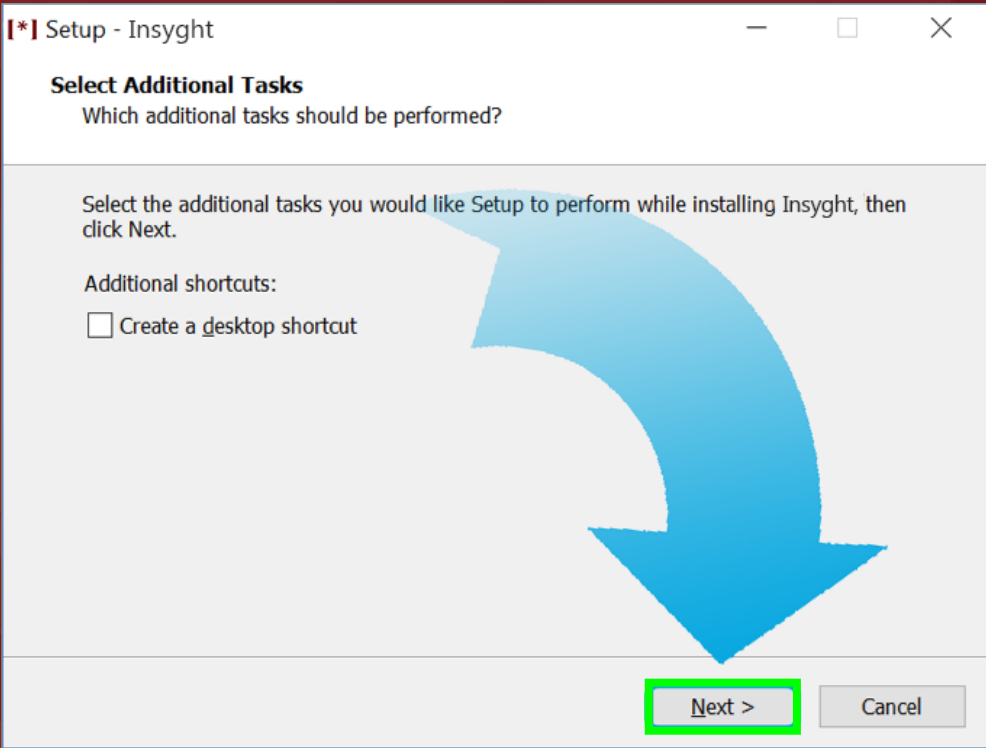 [*] Setup - Insyght
Select Additional Tasks
Which additional tasks should be performed?
Select the additional tasks you would like Setup to perform while installing Insyght, then
click Next.
Additional shortcuts:
Create a desktop shortcut
Next >
Cancel